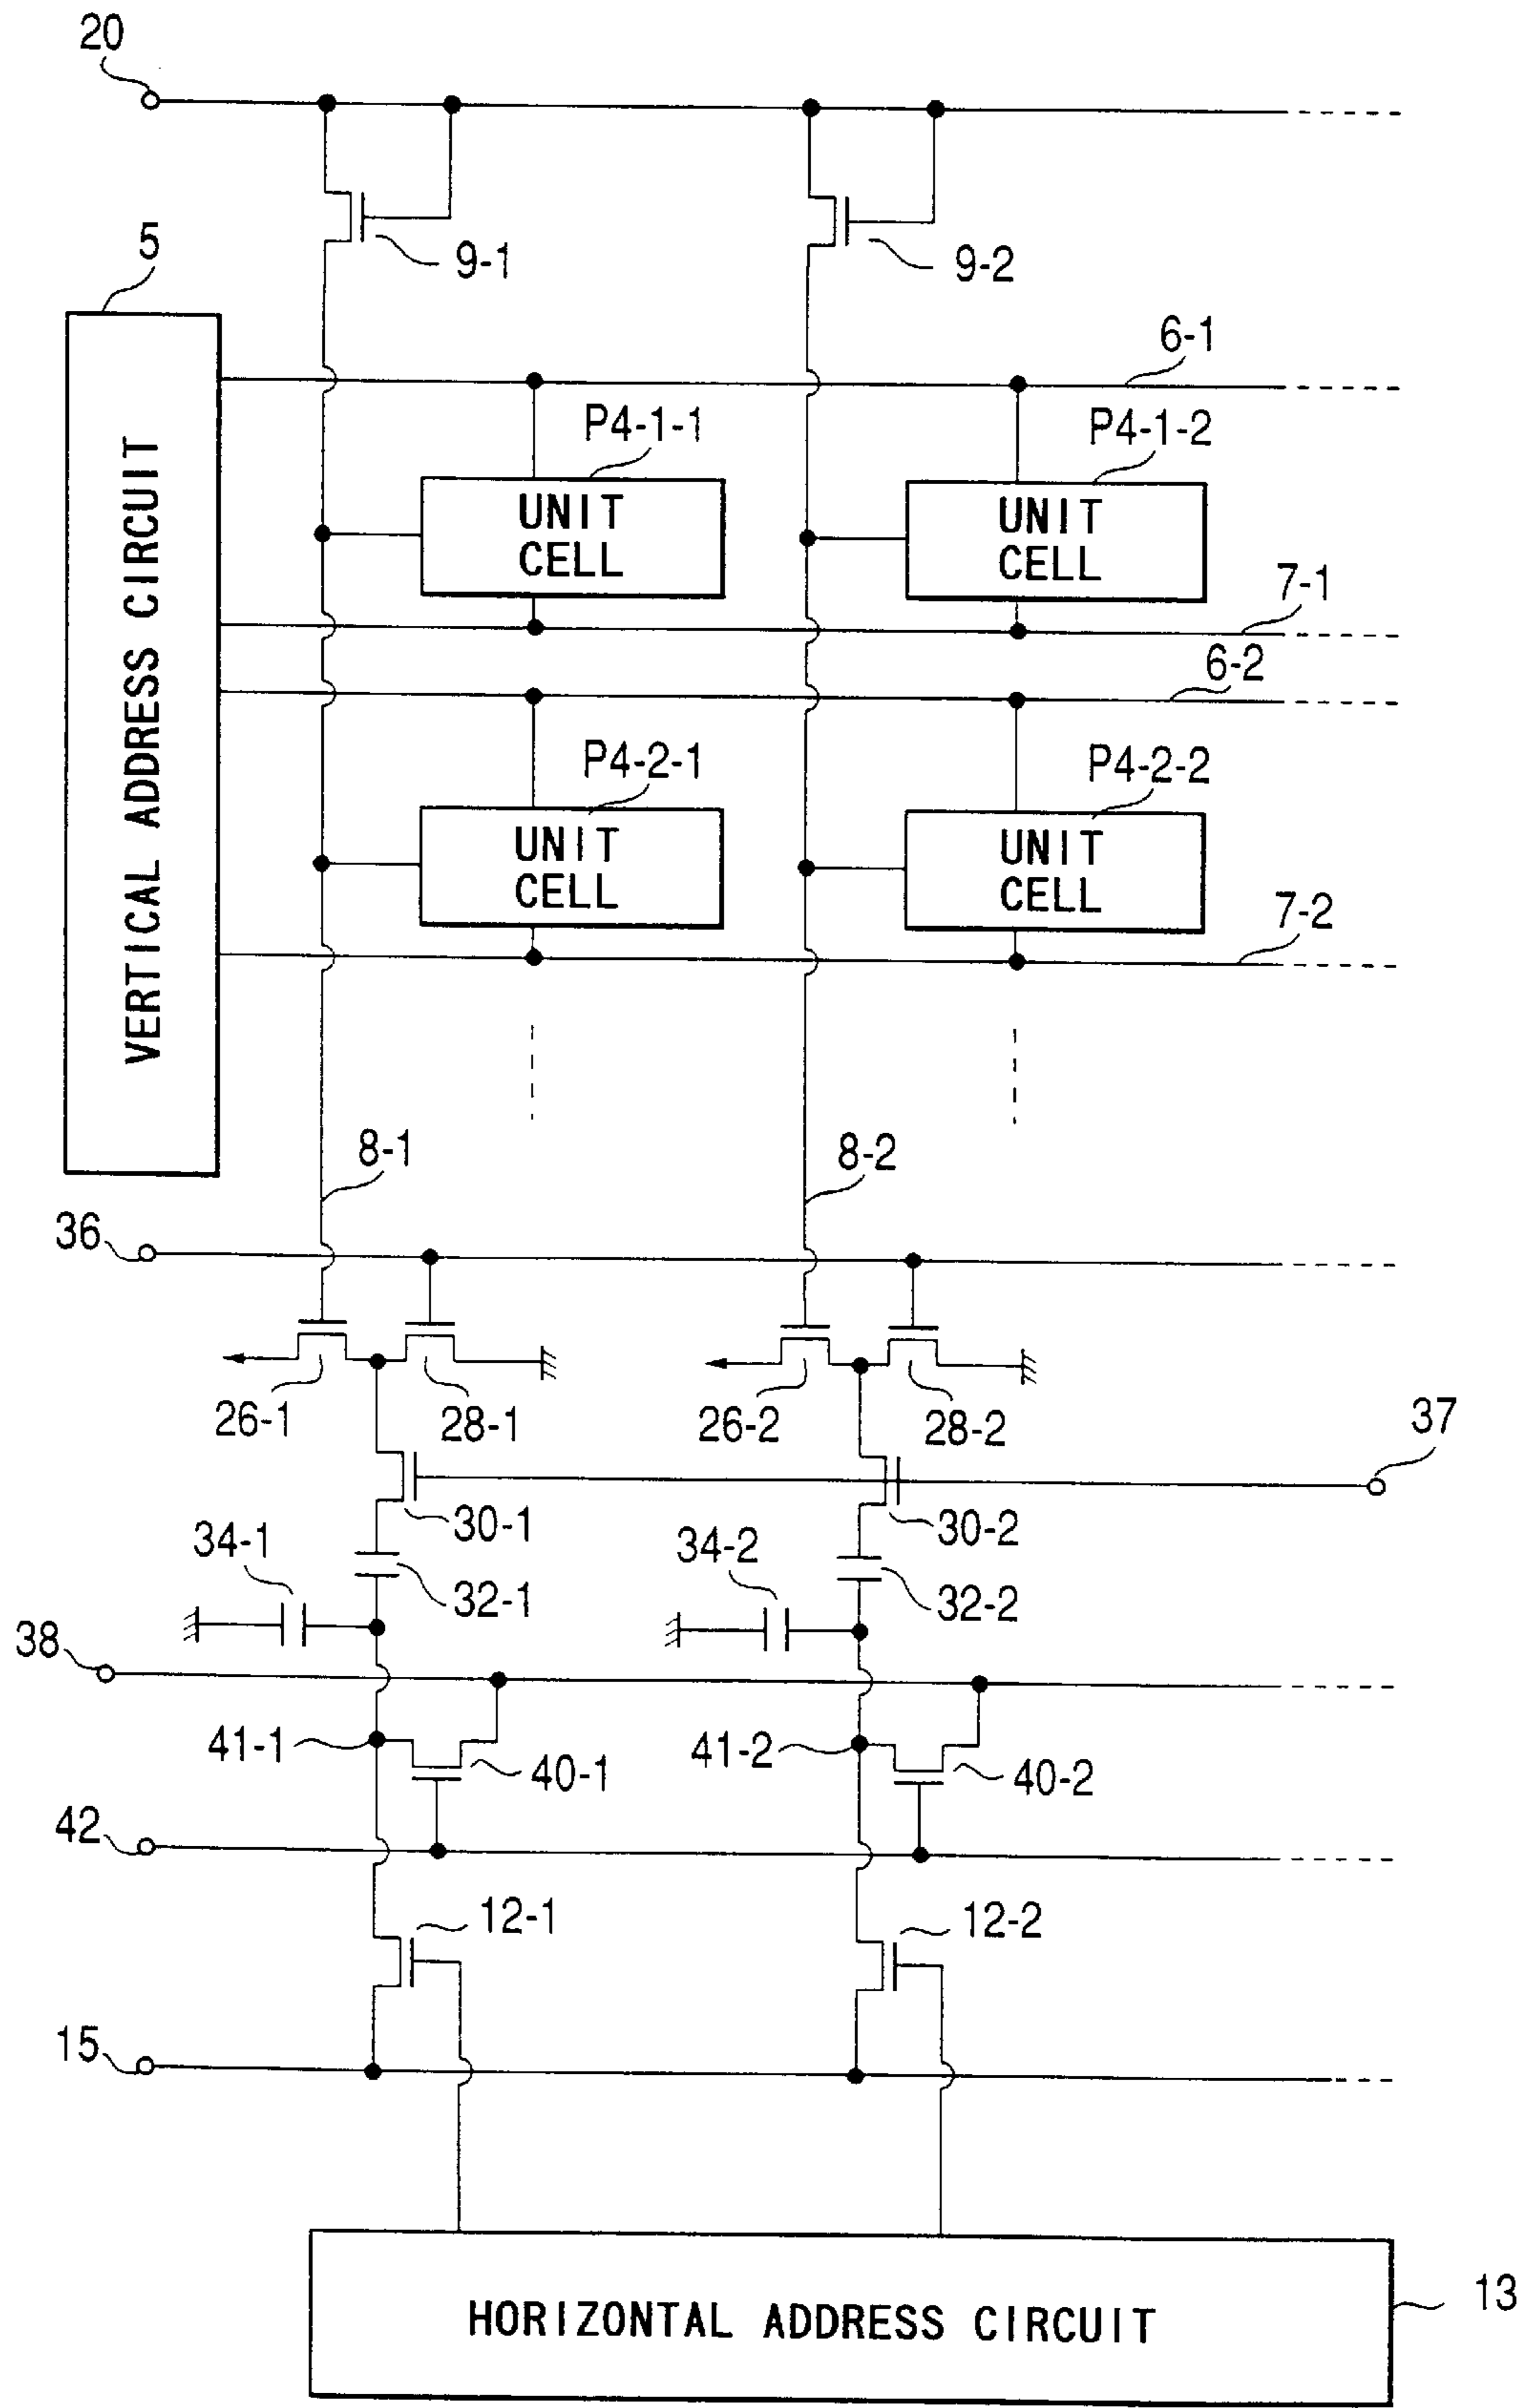 20
9-1
9-2
5
6-1
P4-1-1
P4-1-2
UNIT
CELL
UNIT
CELL
7-1
6-2
P4-2-1
P4-2-2
UNIT
CELL
UNIT
CELL
7-2
VERTICAL ADDRESS CIRCUIT
8-1
8-2
36
26-1
28-1
26-2
28-2
37
30-1
30-2
34-1
34-2
32-1
32-2
38
41-1
40-1
41-2
40-2
42
12-1
12-2
15
HORIZONTAL ADDRESS CIRCUIT
13